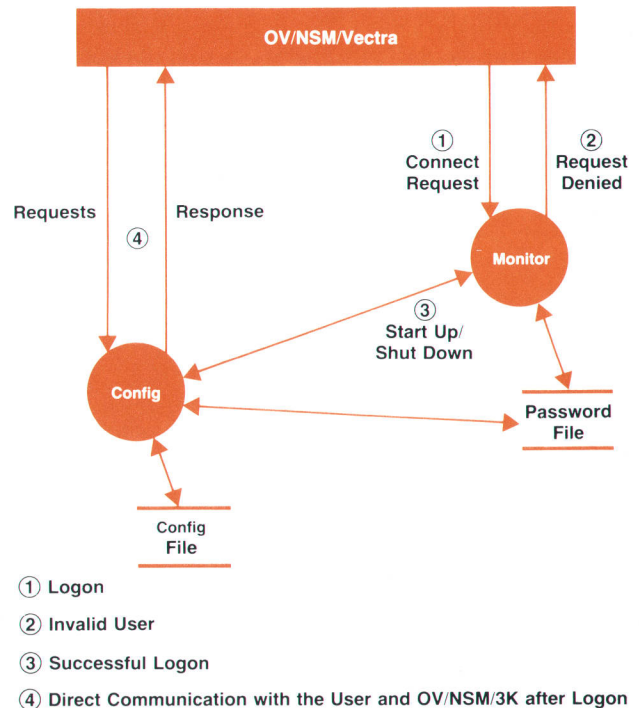 OV/NSM/Vectra
①
Connect
Request
②
Request
Denied
Requests
④
Response
Monitor
③
Start Up/
Shut Down
Config
Password
File
Config
File
① Logon
② Invalid User
③ Successful Logon
④ Direct Communication with the User and OV/NSM/3K after Logon